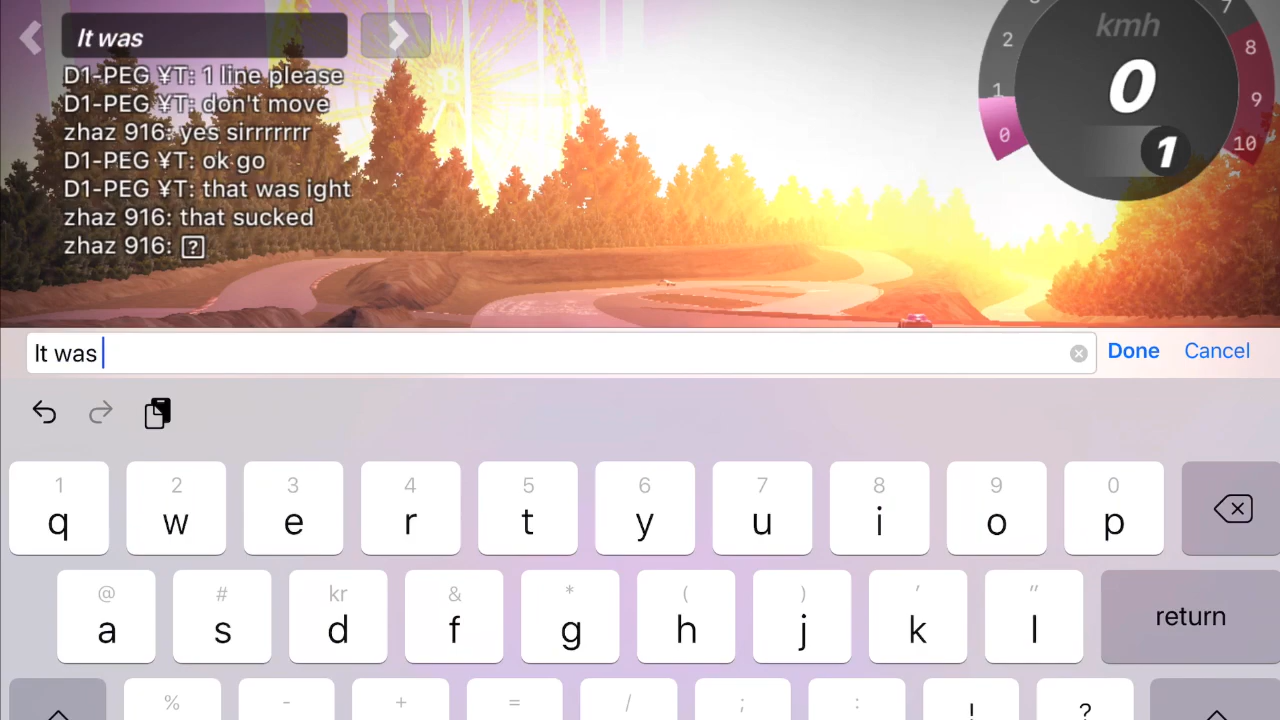 It was
D1-PEG ¥T: 1 line please
D1-PEG ¥T: don't move
zhaz 916: yes sirrrrrrr
D1-PEG ¥T: ok go
D1-PEG ¥T: that was ight
zhaz 916: that sucked
zhaz 916: ?
kmh
0
1
0
1
2
7
8
9
10
It was
Done
Cancel
1 2 3 4 5 6 7 8 9 0
q w e r t y u i o p
@ # kr & * ( ) ' "
a s d f g h j k l
return
% - + = / ; : ! ?